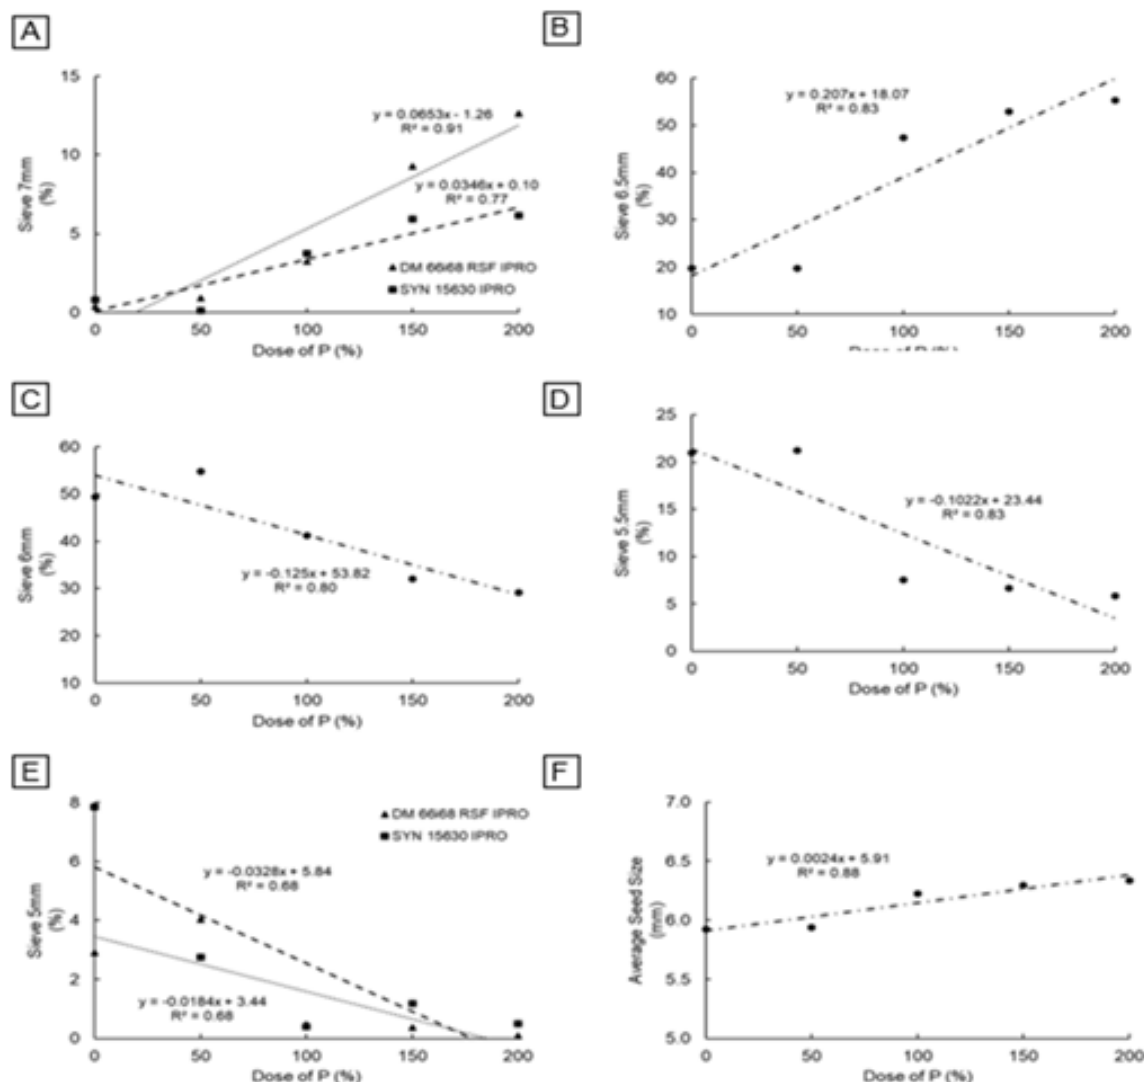 A
15
10
5
0
Sieve 7mm
(%)
y = 0.0653x - 1.26
R² = 0.91
y = 0.0346x + 0.10
R² = 0.77
DM 66i68 RSF IPRO
SYN 15630 IPRO
0 50 100 150 200
Dose of P (%)
B
60
50
40
30
20
10
Sieve 6.5mm
(%)
y = 0.207x + 18.07
R² = 0.83
0 50 100 150 200
Dose of P (%)
C
60
50
40
30
20
10
Sieve 6mm
(%)
y = -0.125x + 53.82
R² = 0.80
0 50 100 150 200
Dose of P (%)
D
25
20
15
10
5
0
Sieve 5.5mm
(%)
y = -0.1022x + 23.44
R² = 0.83
0 50 100 150 200
Dose of P (%)
E
8
6
4
2
0
Sieve 5mm
(%)
DM 66i68 RSF IPRO
SYN 15630 IPRO
y = -0.0328x + 5.84
R² = 0.68
y = -0.0184x + 3.44
R² = 0.68
0 50 100 150 200
Dose of P (%)
F
7.0
6.5
6.0
5.5
5.0
Average Seed Size
(mm)
y = 0.0024x + 5.91
R² = 0.88
0 50 100 150 200
Dose of P (%)